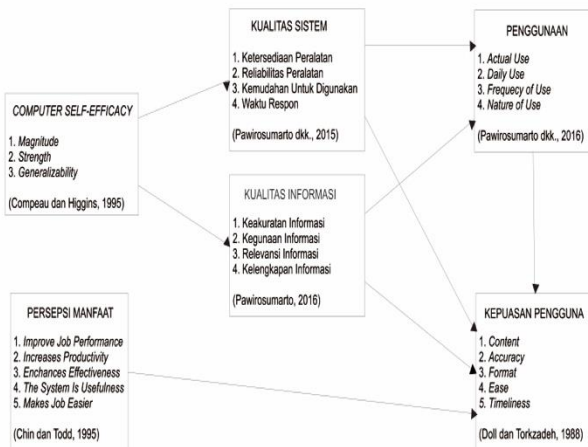 COMPUTER SELF-EFFICACY
1. Magnitude
2. Strength
3. Generalizability
(Compeau dan Higgins, 1995)
PERSEPSI MANFAAT
1. Improve Job Performance
2. Increases Productivity
3. Enchances Effectiveness
4. The System Is Usefulness
5. Makes Job Easier
(Chin dan Todd, 1995)
KUALITAS SISTEM
1. Ketersediaan Peralatan
2. Reliabilitas Peralatan
3. Kemudahan Untuk Digunakan
4. Waktu Respon
(Pawirosumarto dkk., 2015)
KUALITAS INFORMASI
1. Keakuratan Informasi
2. Kegunaan Informasi
3. Relevansi Informasi
4. Kelengkapan Informasi
(Pawirosumarto, 2016)
PENGGUNAAN
1. Actual Use
2. Daily Use
3. Frequecy of Use
4. Nature of Use
(Pawirosumarto dkk., 2016)
KEPUASAN PENGGUNA
1. Content
2. Accuracy
3. Format
4. Ease
5. Timeliness
(Doll dan Torkzadeh, 1988)